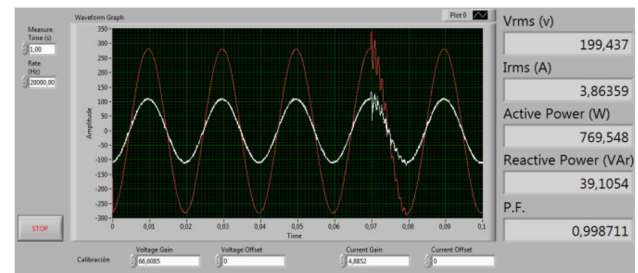 Waveform Graph
Plot 0
Measure
Time (s)
1,00
Rate
(Hz)
20000,00
STOP
Amplitude
350
300
250
200
150
100
50
0
-50
-100
-150
-200
-250
-300
0
0,01
0,02
0,03
0,04
0,05
0,06
0,07
0,08
0,09
0,1
Time
Calibración
Voltage Gain
66,6085
Voltage Offset
0
Current Gain
4,8852
Current Offset
0
Vrms (v)
199,437
Irms (A)
3,86359
Active Power (W)
769,548
Reactive Power (VAr)
39,1054
P.F.
0,998711